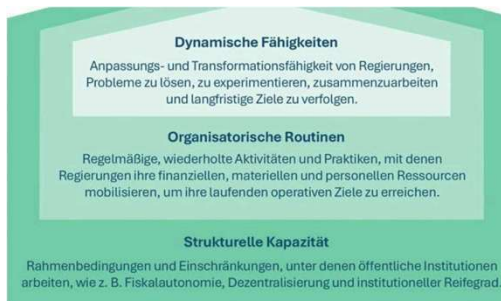 Dynamische Fähigkeiten
Anpassungs- und Transformationsfähigkeit von Regierungen,
Probleme zu lösen, zu experimentieren, zusammenzuarbeiten
und langfristige Ziele zu verfolgen.
Organisatorische Routinen
Regelmäßige, wiederholte Aktivitäten und Praktiken, mit denen
Regierungen ihre finanziellen, materiellen und personellen Ressourcen
mobilisieren, um ihre laufenden operativen Ziele zu erreichen.
Strukturelle Kapazität
Rahmenbedingungen und Einschränkungen, unter denen öffentliche Institutionen
arbeiten, wie z. B. Fiskalautonomie, Dezentralisierung und institutioneller Reifegrad.